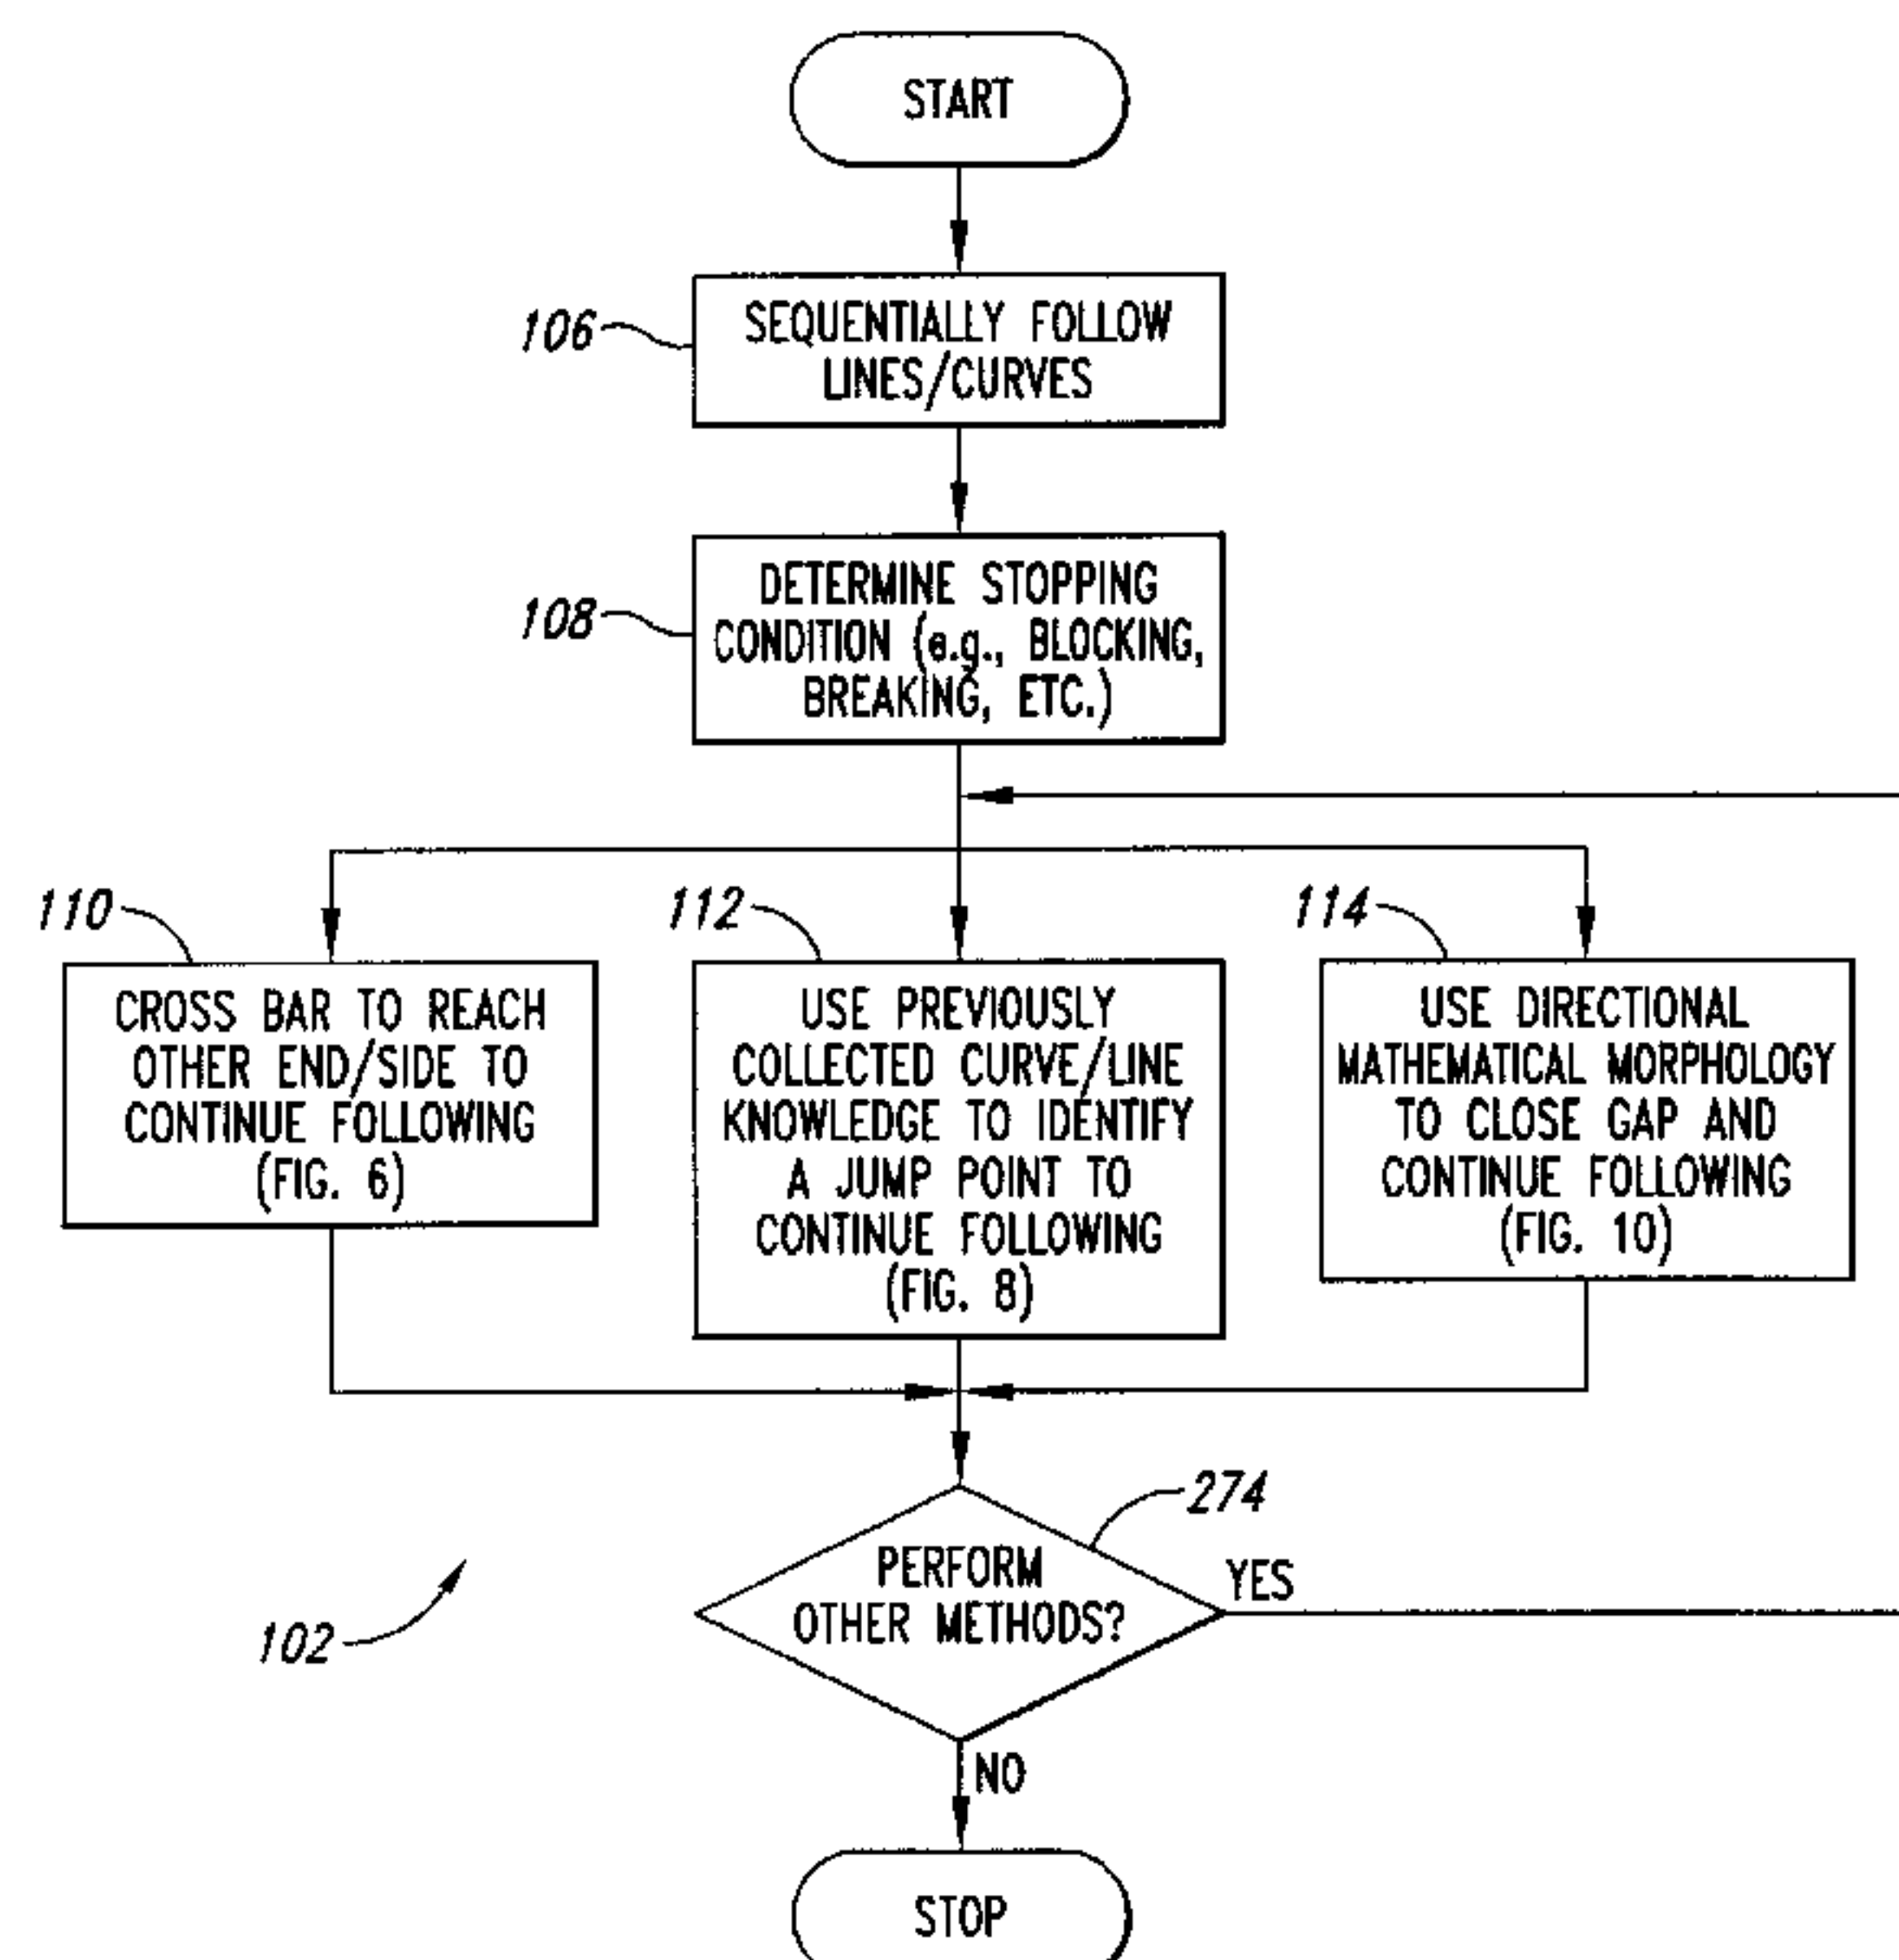 START
106
SEQUENTIALLY FOLLOW
LINES/CURVES
108
DETERMINE STOPPING
CONDITION (e.g., BLOCKING,
BREAKING, ETC.)
110
CROSS BAR TO REACH
OTHER END/SIDE TO
CONTINUE FOLLOWING
(FIG. 6)
112
USE PREVIOUSLY
COLLECTED CURVE/LINE
KNOWLEDGE TO IDENTIFY
A JUMP POINT TO
CONTINUE FOLLOWING
(FIG. 8)
114
USE DIRECTIONAL
MATHEMATICAL MORPHOLOGY
TO CLOSE GAP AND
CONTINUE FOLLOWING
(FIG. 10)
274
PERFORM
OTHER METHODS?
YES
102
NO
STOP